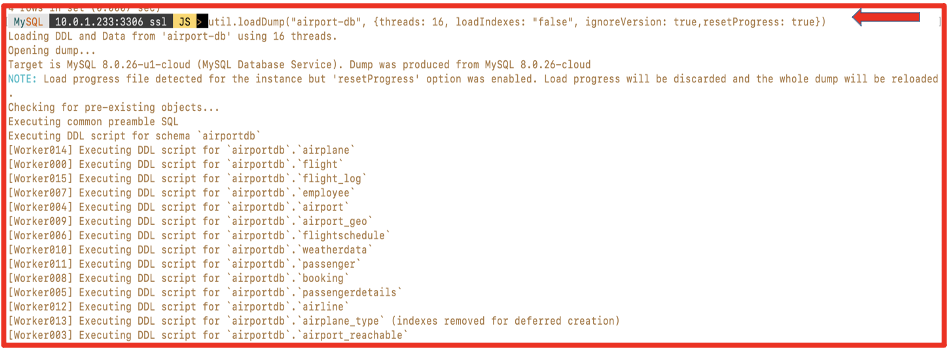 4 rows in set (0.0007 sec)
MySQL 10.0.1.233:3306 ssl JS > util.loadDump("airport-db", {threads: 16, loadIndexes: "false", ignoreVersion: true,resetProgress: true})
Loading DDL and Data from 'airport-db' using 16 threads.
Opening dump...
Target is MySQL 8.0.26-u1-cloud (MySQL Database Service). Dump was produced from MySQL 8.0.26-cloud
NOTE: Load progress file detected for the instance but 'resetProgress' option was enabled. Load progress will be discarded and the whole dump will be reloaded
.
Checking for pre-existing objects...
Executing common preamble SQL
Executing DDL script for schema `airportdb`
[Worker014] Executing DDL script for `airportdb`.`airplane`
[Worker000] Executing DDL script for `airportdb`.`flight`
[Worker015] Executing DDL script for `airportdb`.`flight_log`
[Worker007] Executing DDL script for `airportdb`.`employee`
[Worker004] Executing DDL script for `airportdb`.`airport`
[Worker009] Executing DDL script for `airportdb`.`airport_geo`
[Worker006] Executing DDL script for `airportdb`.`flightschedule`
[Worker010] Executing DDL script for `airportdb`.`weatherdata`
[Worker011] Executing DDL script for `airportdb`.`passenger`
[Worker008] Executing DDL script for `airportdb`.`booking`
[Worker005] Executing DDL script for `airportdb`.`passengerdetails`
[Worker012] Executing DDL script for `airportdb`.`airline`
[Worker013] Executing DDL script for `airportdb`.`airplane_type` (indexes removed for deferred creation)
[Worker003] Executing DDL script for `airportdb`.`airport_reachable`